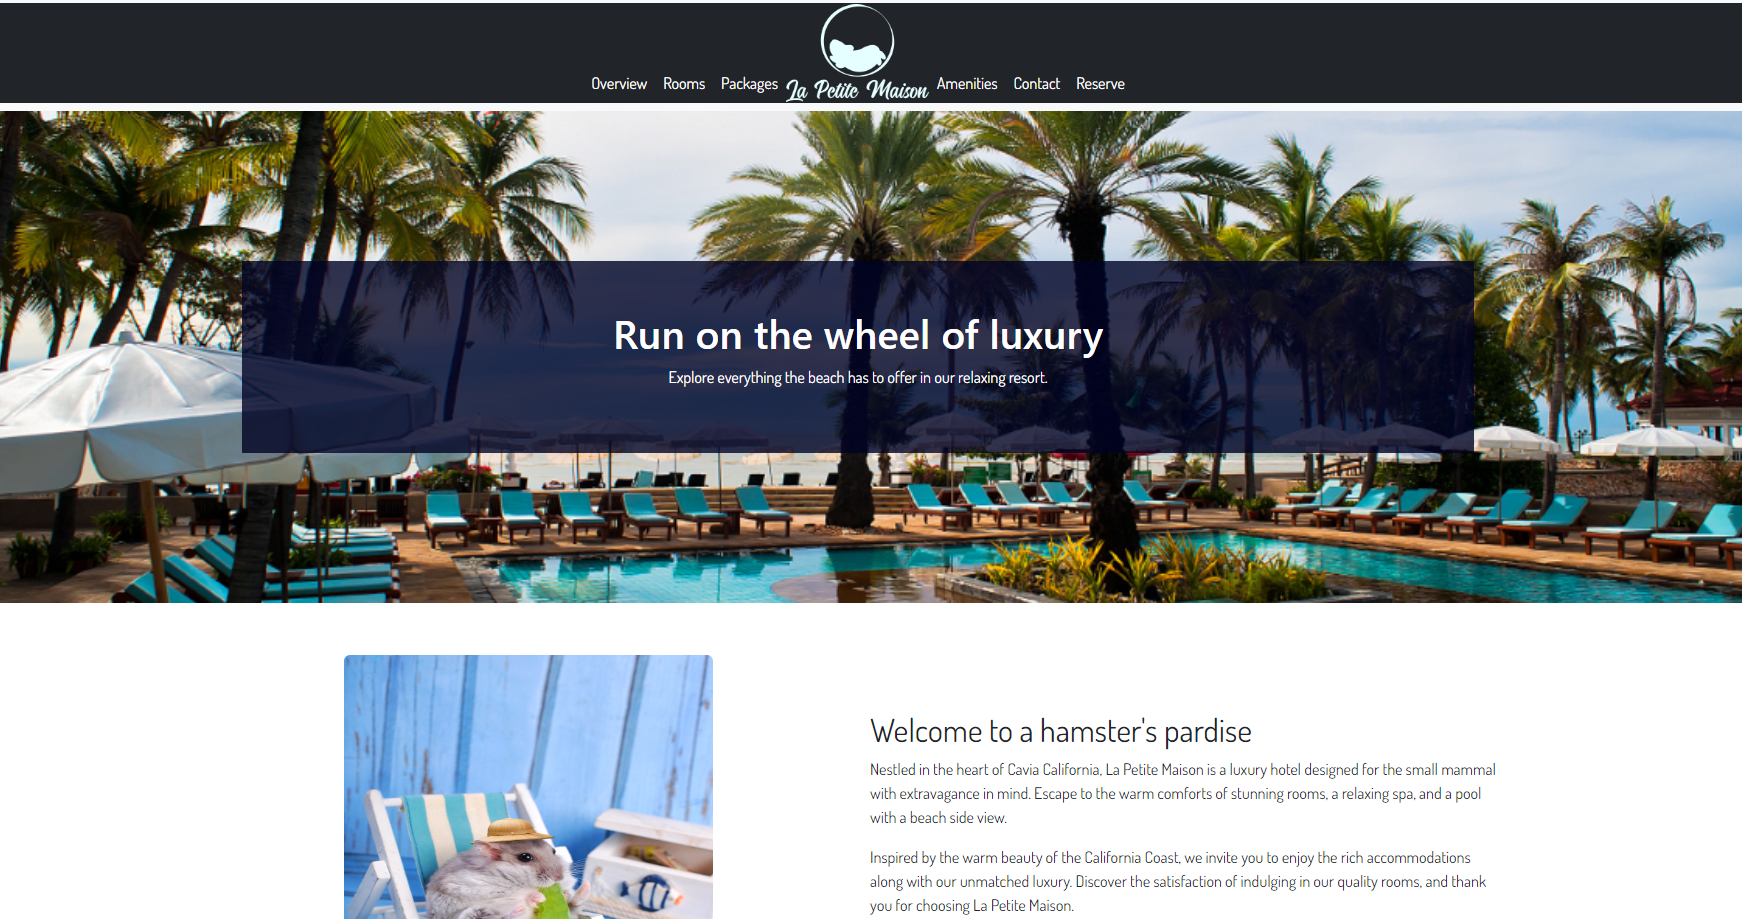 Overview Rooms Packages La Petite Maison Amenities Contact Reserve
Run on the wheel of luxury
Explore everything the beach has to offer in our relaxing resort.
Welcome to a hamster's pardise
Nestled in the heart of Cavia California, La Petite Maison is a luxury hotel designed for the small mammal
with extravagance in mind. Escape to the warm comforts of stunning rooms, a relaxing spa, and a pool
with a beach side view.
Inspired by the warm beauty of the California Coast, we invite you to enjoy the rich accommodations
along with our unmatched luxury. Discover the satisfaction of indulging in our quality rooms, and thank
you for choosing La Petite Maison.